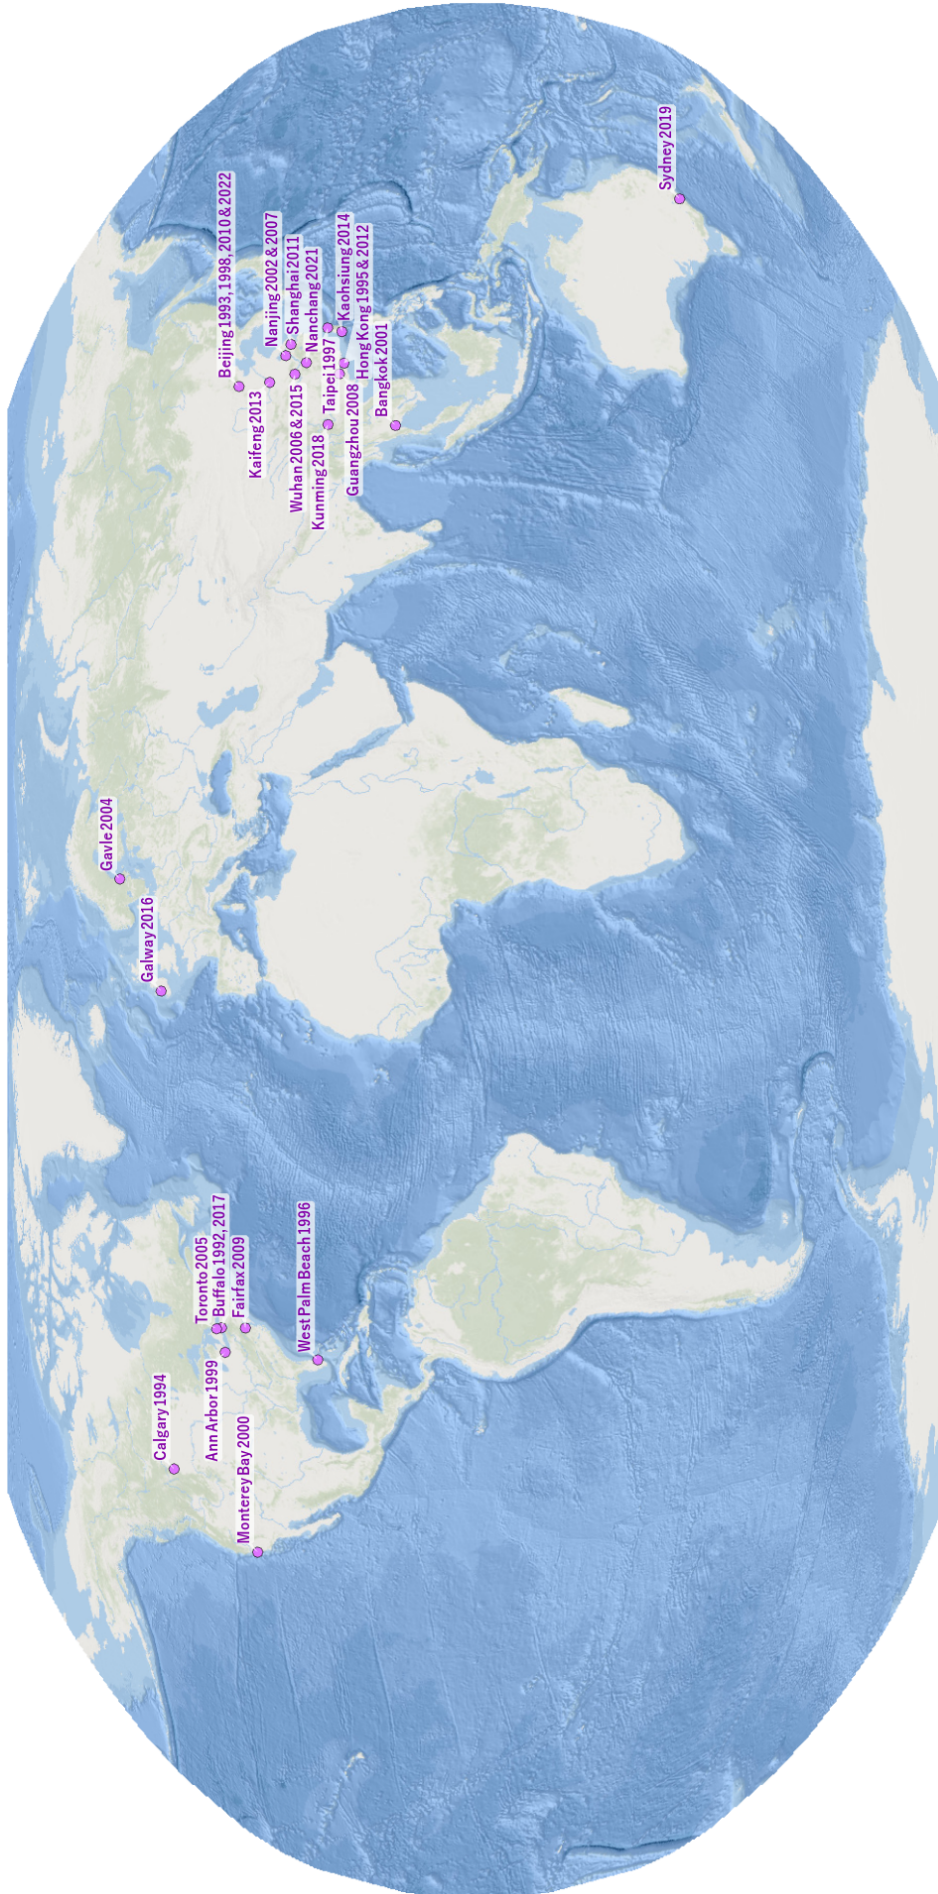 Calgary 1994
Toronto 2005
Buffalo 1992, 2017
Fairfax 2009
Ann Arbor 1999
Monterey Bay 2000
West Palm Beach 1996
Galway 2016
Gavle 2004
Beijing 1993, 1998, 2010 & 2022
Kaifeng 2013
Nanjing 2002 & 2007
Shanghai 2011
Wuhan 2006 & 2015
Nanchang 2021
Kunming 2018
Taipei 1997
Kaohsiung 2014
Guangzhou 2008
Hong Kong 1995 & 2012
Bangkok 2001
Sydney 2019